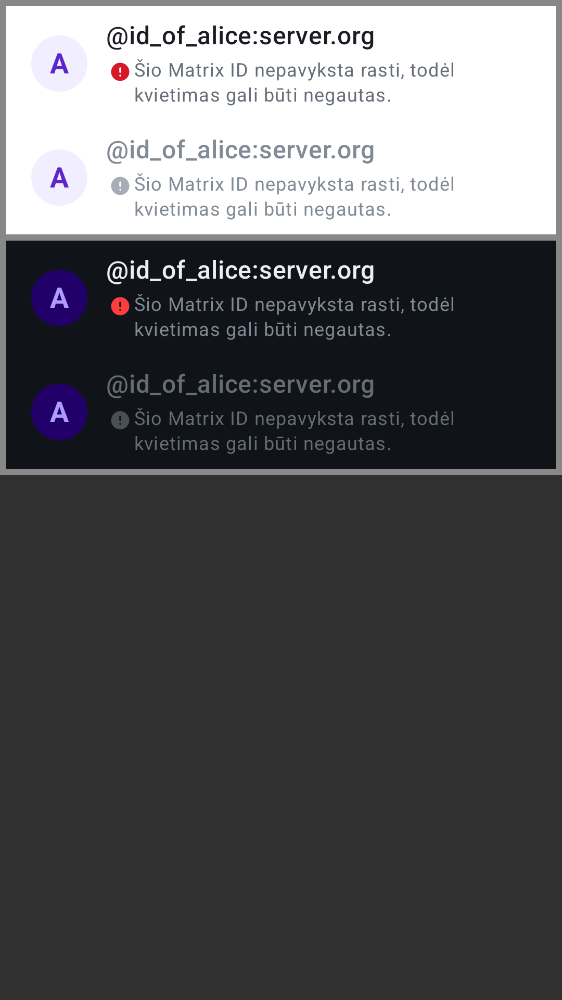 A
@id_of_alice:server.org
Šio Matrix ID nepavyksta rasti, todėl
kvietimas gali būti negautas.
A
@id_of_alice:server.org
Šio Matrix ID nepavyksta rasti, todėl
kvietimas gali būti negautas.
A
@id_of_alice:server.org
Šio Matrix ID nepavyksta rasti, todėl
kvietimas gali būti negautas.
A
@id_of_alice:server.org
Šio Matrix ID nepavyksta rasti, todėl
kvietimas gali būti negautas.